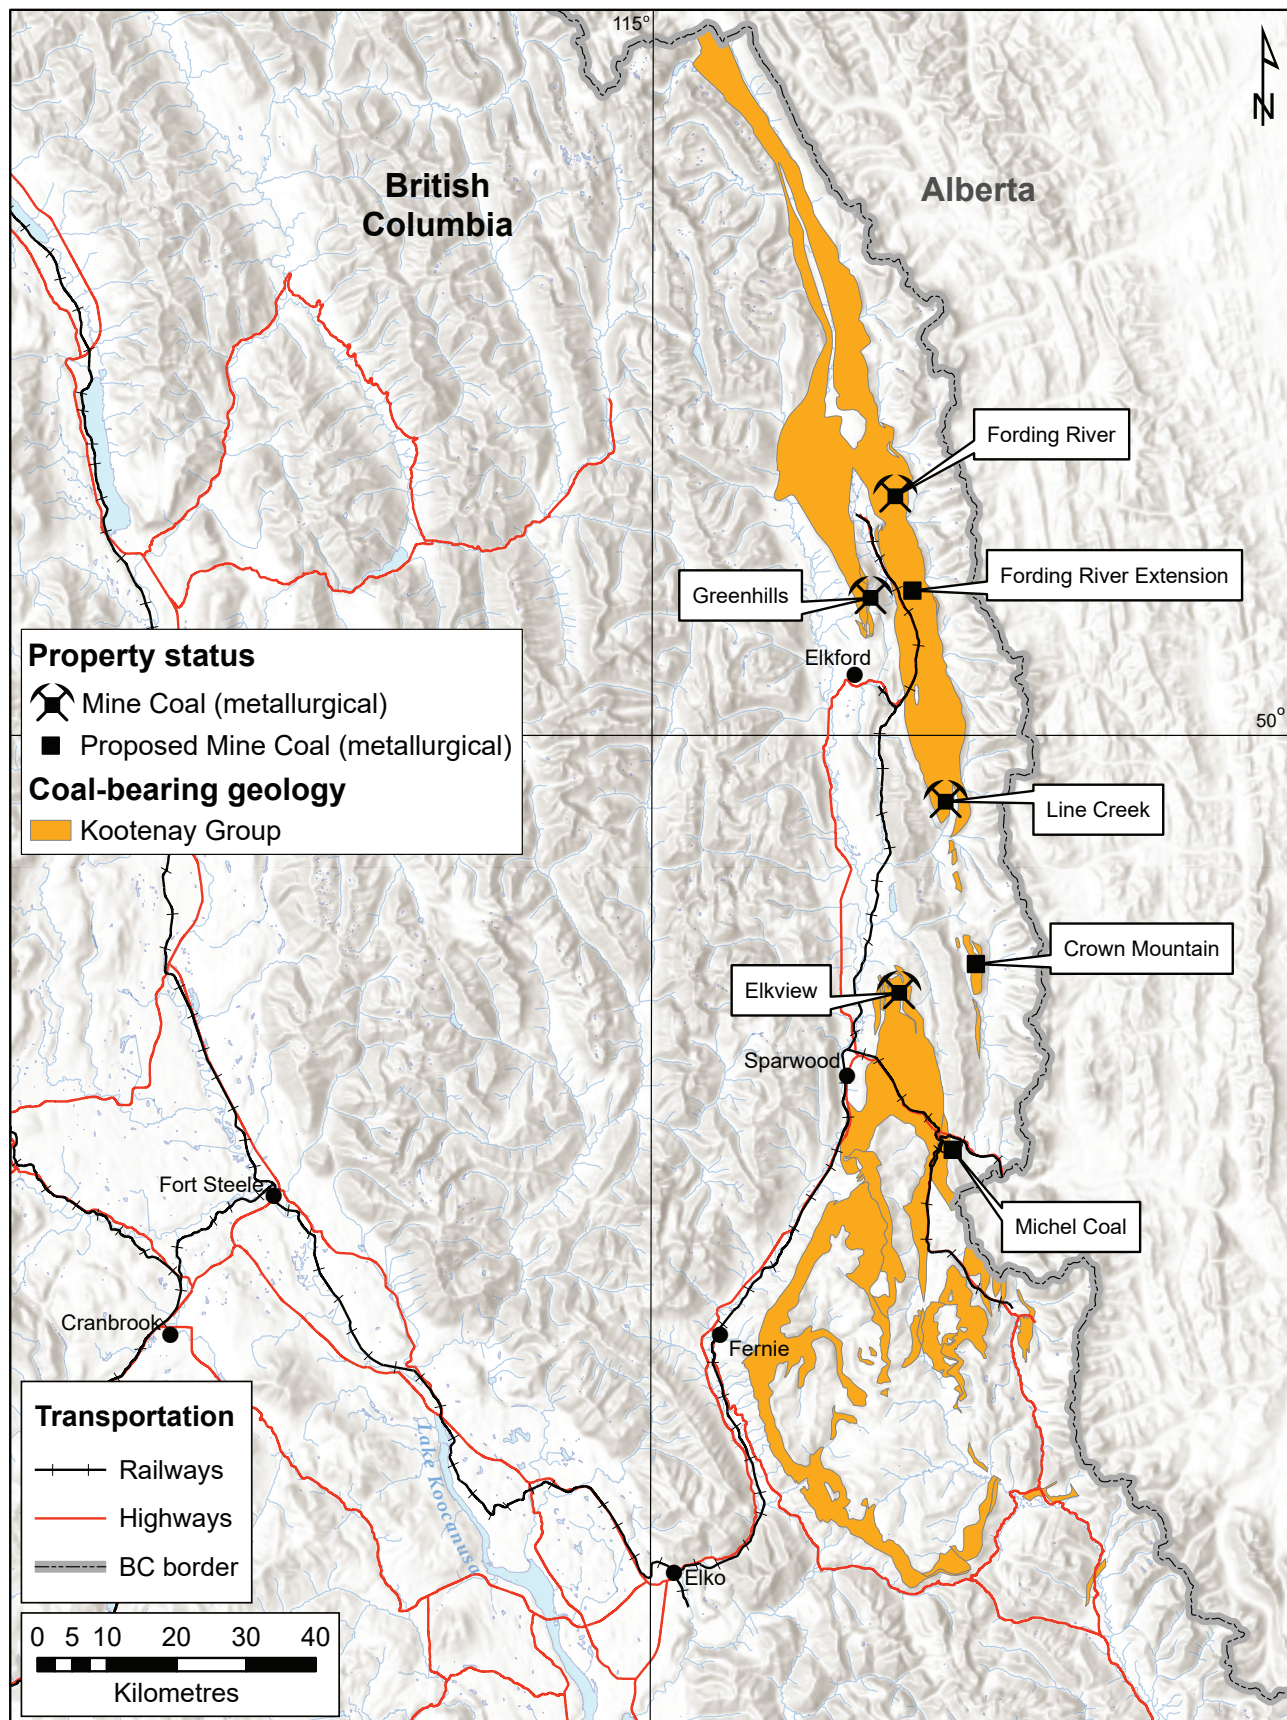 115°
N
British
Columbia
Alberta
Fording River
Fording River Extension
Greenhills
Elkford
Property status
Mine Coal (metallurgical)
Proposed Mine Coal (metallurgical)
Coal-bearing geology
Kootenay Group
50°
Line Creek
Crown Mountain
Elkview
Sparwood
Fort Steele
Michel Coal
Cranbrook
Fernie
Transportation
Railways
Highways
BC border
Lake Koocanusa
Elko
0 5 10 20 30 40
Kilometres